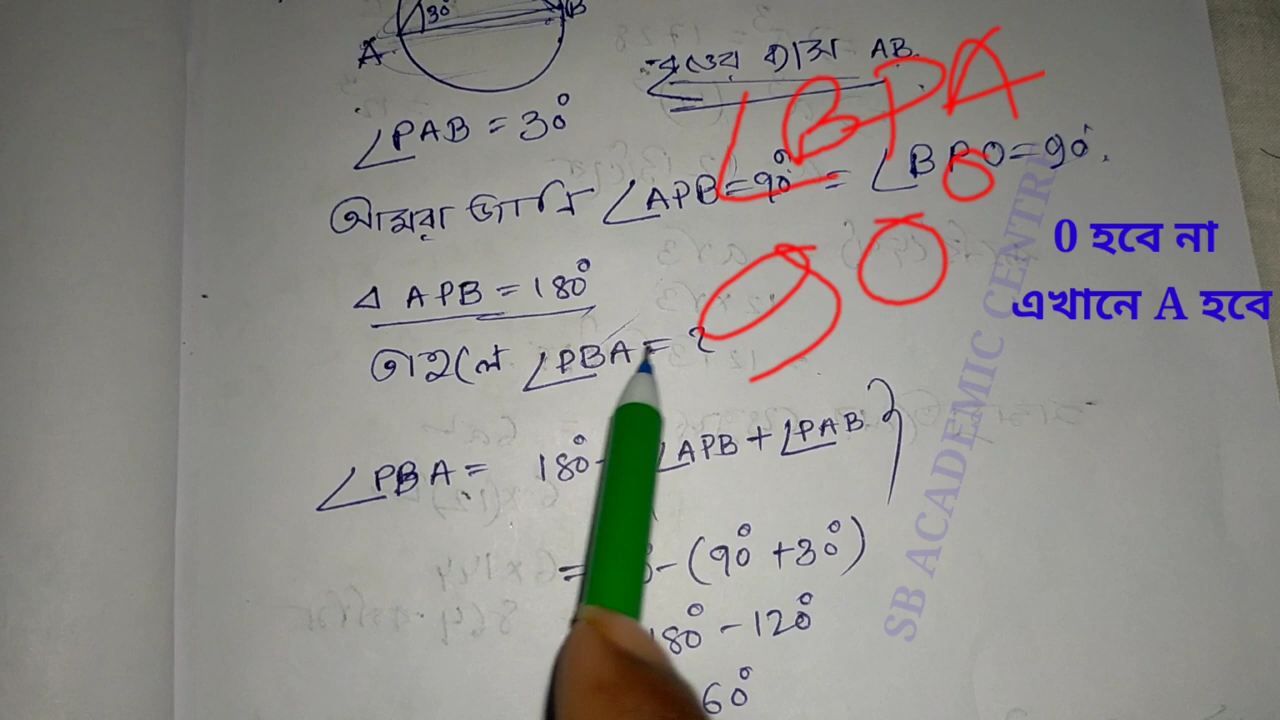 30°
A
B
বৃত্তের ব্যাস AB.
∠BPA
∠PAB = 30°
আমরা জানি ∠APB = 90° = ∠BPO = 90°.
0 হবে না
এখানে A হবে
Δ APB = 180°
তাহলে ∠PBA = ?
∠PBA = 180° - ∠APB + ∠PAB }
= - (90° + 30°)
180° - 120°
60°
SB ACADEMIC CENTRE